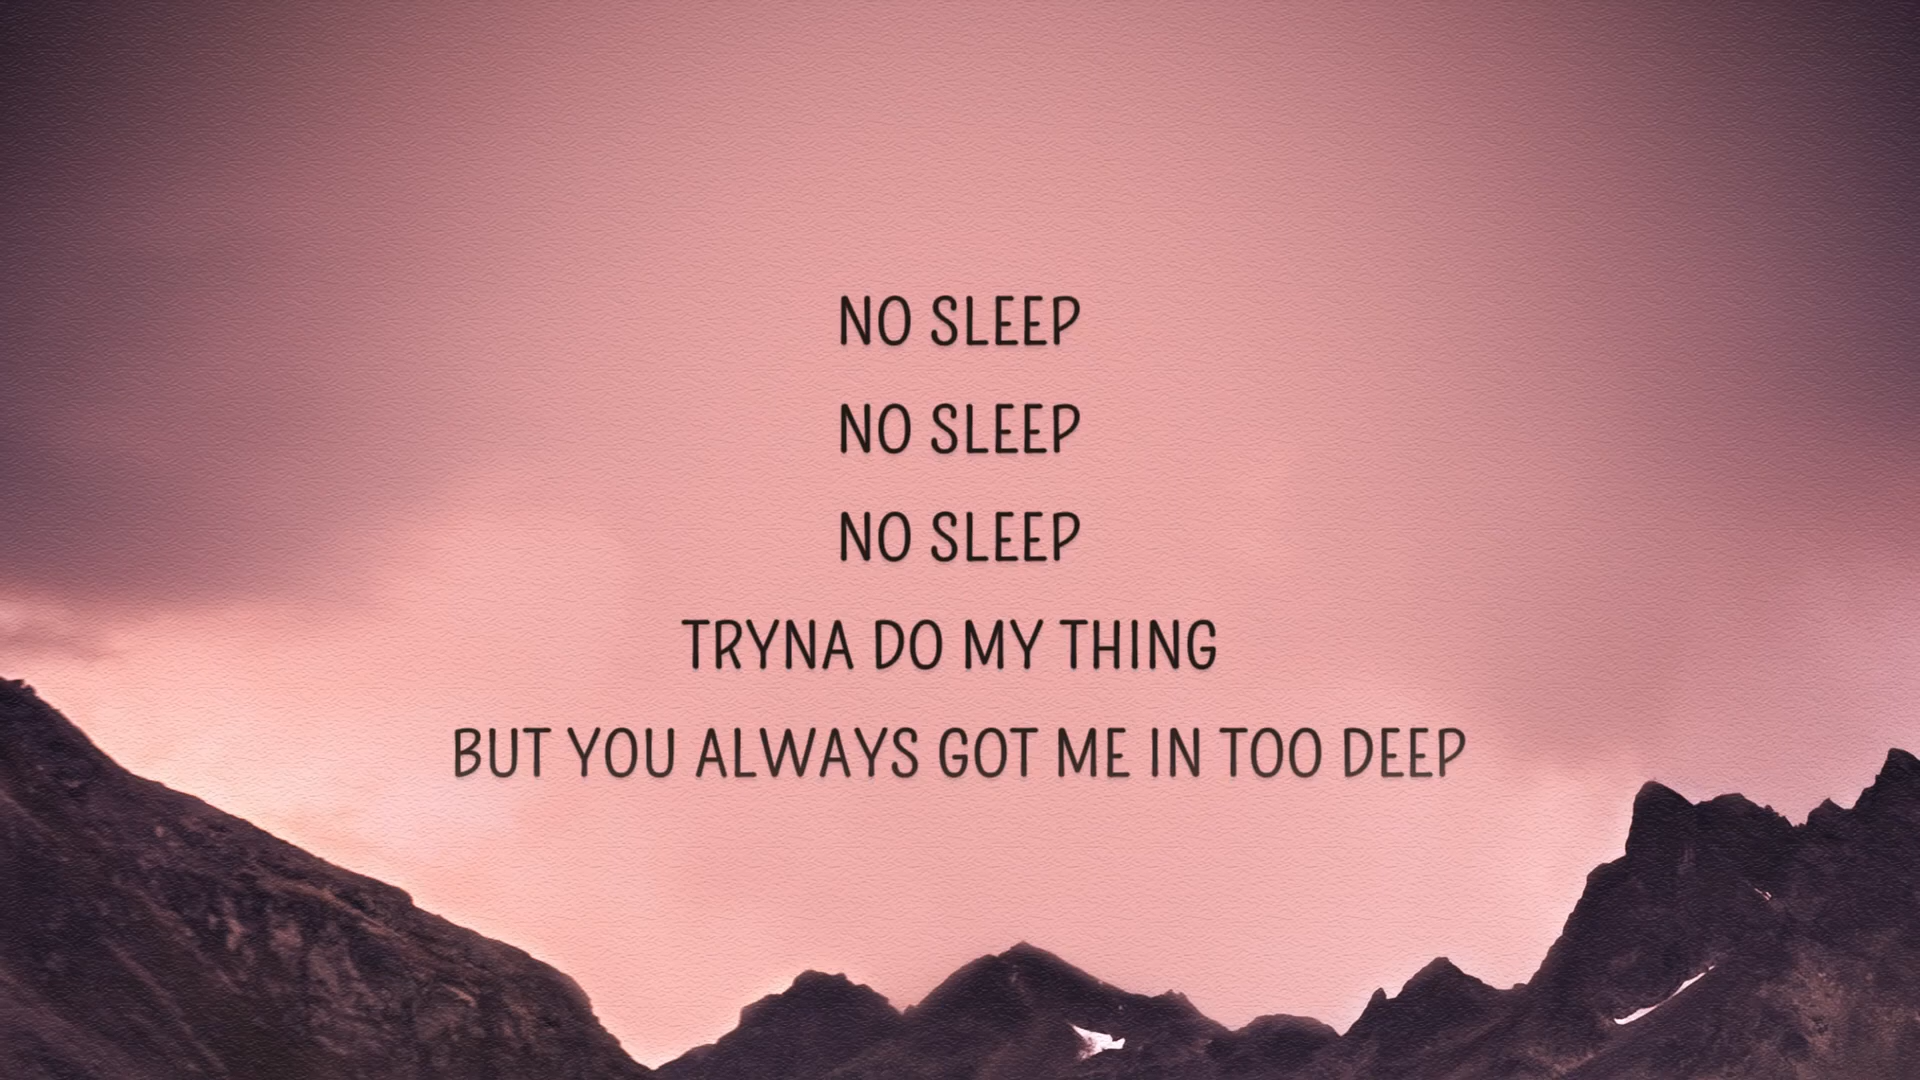 NO SLEEP
NO SLEEP
NO SLEEP
TRYNA DO MY THING
BUT YOU ALWAYS GOT ME IN TOO DEEP